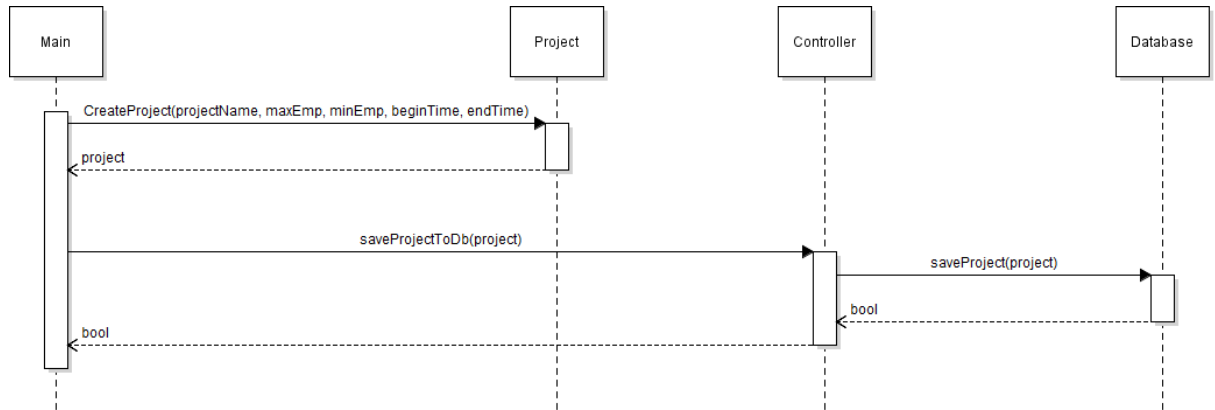 Main
Project
Controller
Database
CreateProject(projectName, maxEmp, minEmp, beginTime, endTime)
project
saveProjectToDb(project)
saveProject(project)
bool
bool